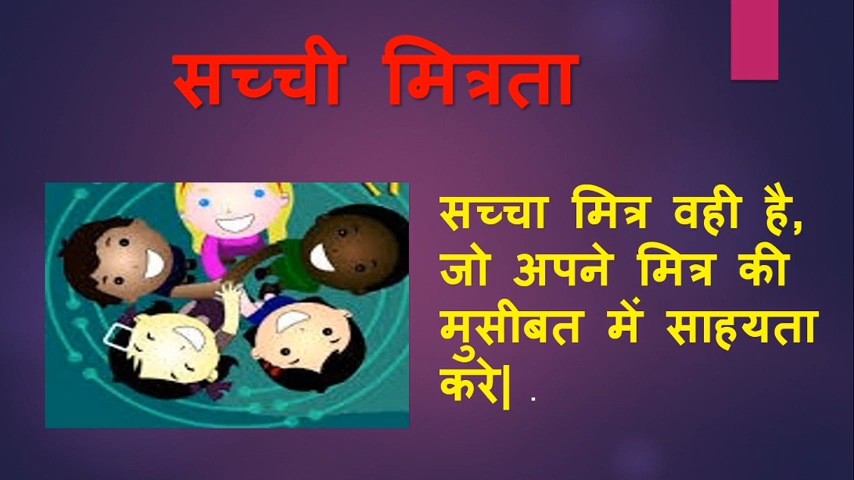 सच्ची मित्रता
सच्चा मित्र वही है,
जो अपने मित्र की
मुसीबत में साहयता
करे| .